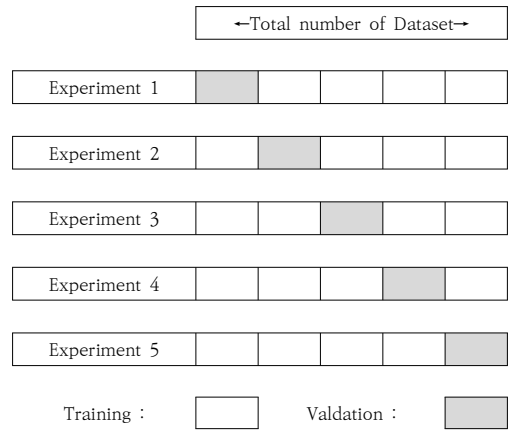 ←Total number of Dataset→
Experiment 1
Experiment 2
Experiment 3
Experiment 4
Experiment 5
Training : Valdation :